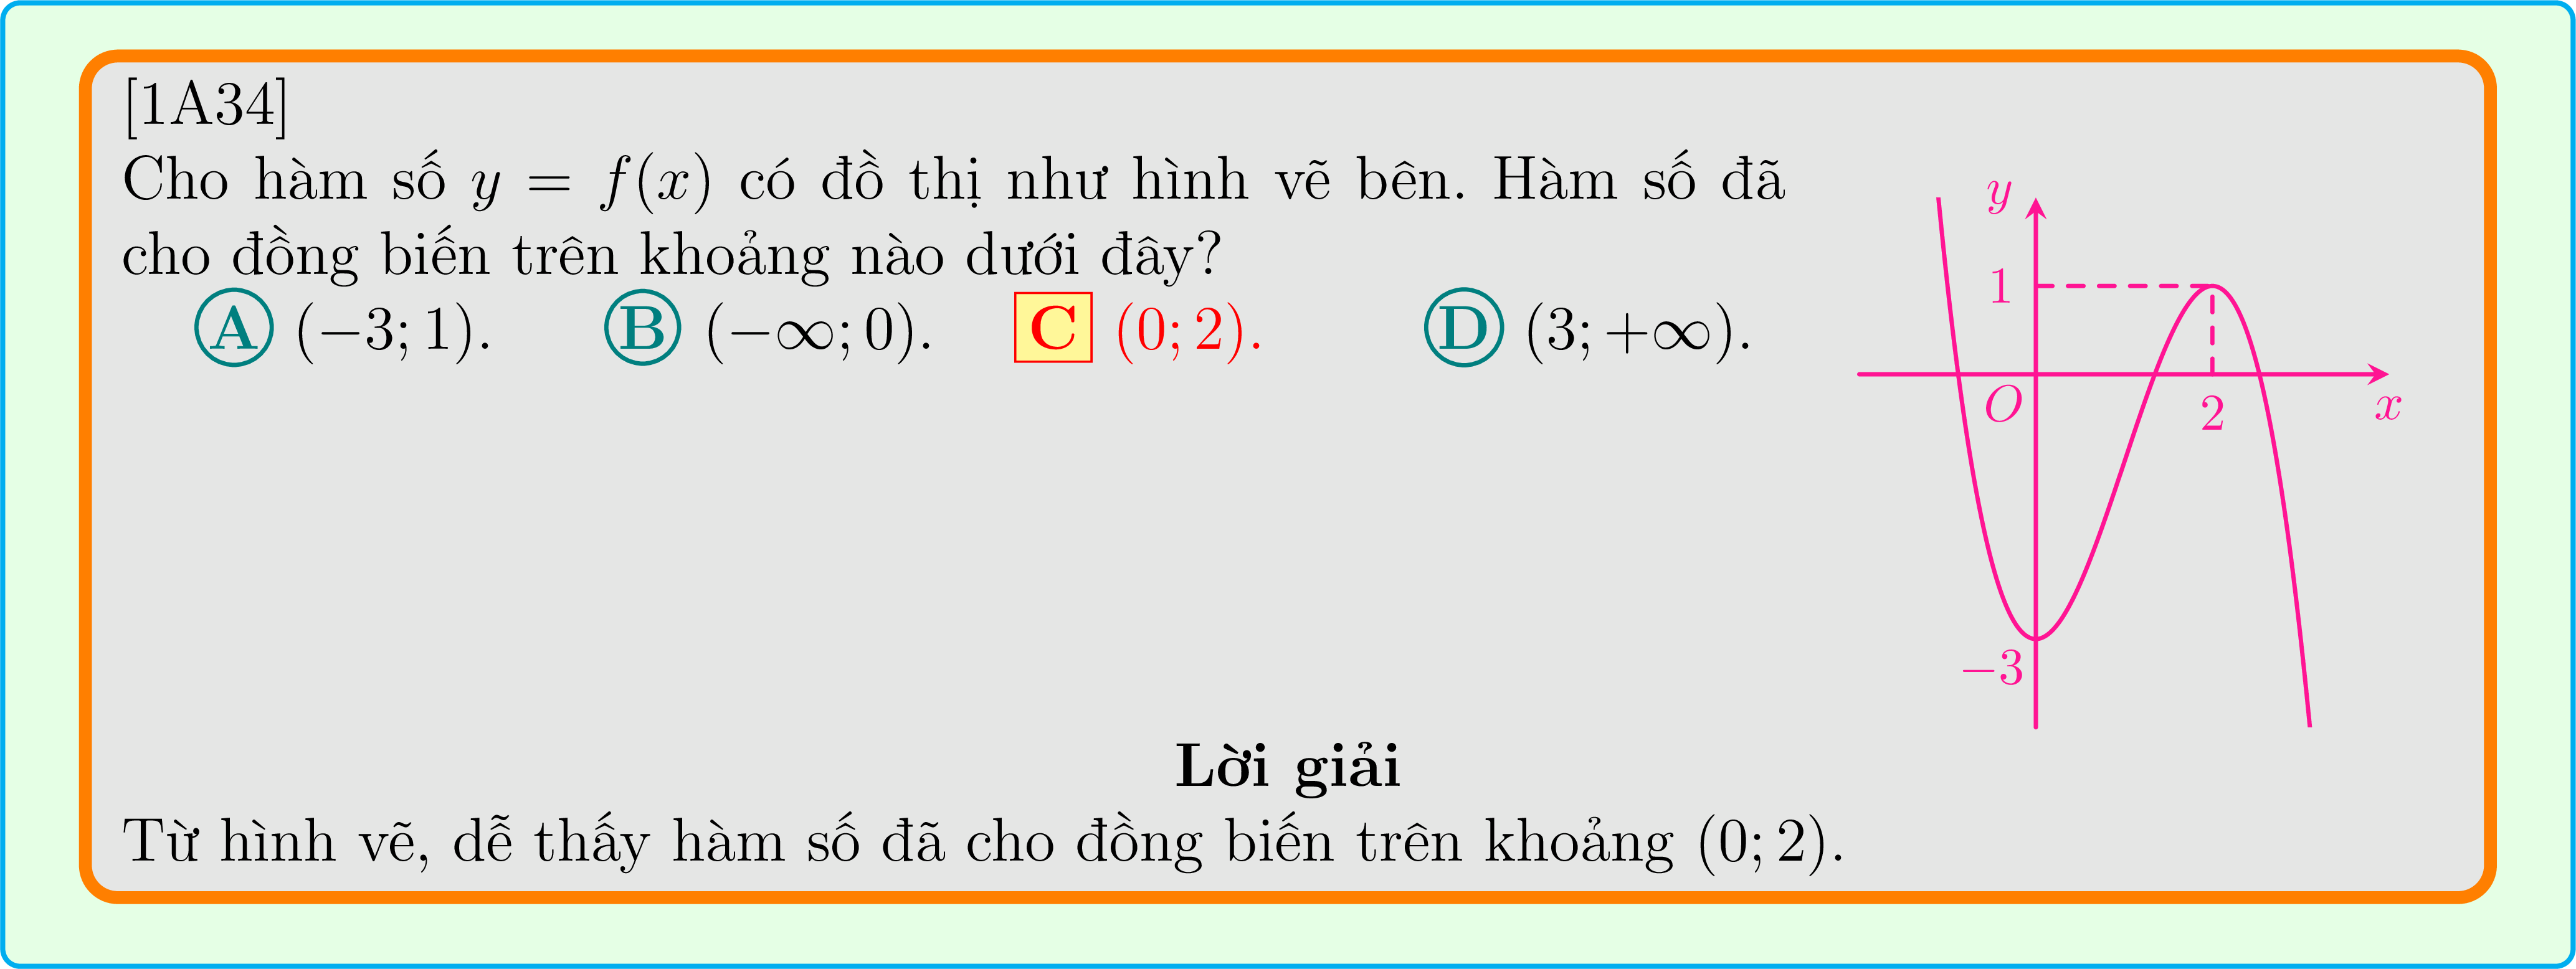 [1A34]
Cho hàm số y = f(x) có đồ thị như hình vẽ bên. Hàm số đã
cho đồng biến trên khoảng nào dưới đây?
A (−3; 1). B (−∞; 0). C (0; 2). D (3; +∞).
y
1
O
2
x
−3
Lời giải
Từ hình vẽ, dễ thấy hàm số đã cho đồng biến trên khoảng (0; 2).